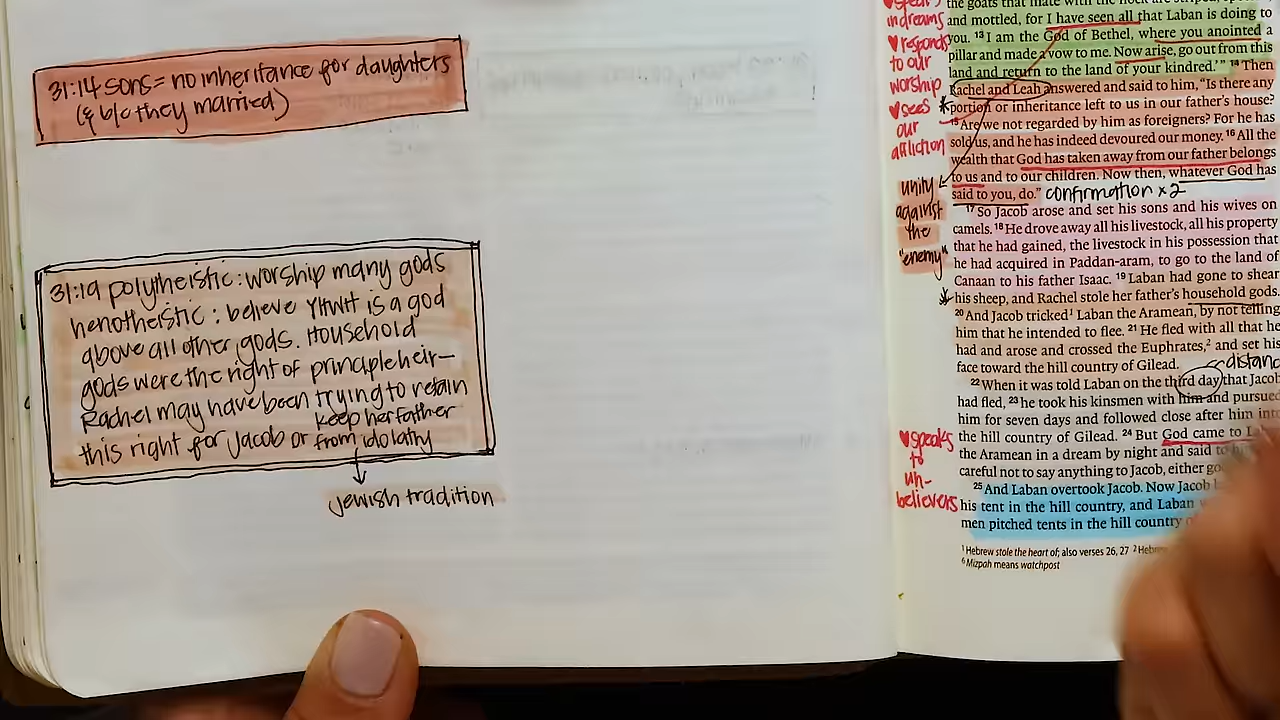 31:14 sons = no inheritance for daughters
(& b/c they married)
31:19 polytheistic: worship many gods
henotheistic: believe YHWH is a god
above all other gods. Household
gods were the right of principle heir—
Rachel may have been trying to retain
this right for Jacob or keep her father
from idolathy
Jewish tradition
speaks
in dreams
♥responds
to our
worship
♥sees
our
affliction
unity
against
the
"enemy"
♥speaks
to
un-
believers
the goats that mate with the flock are striped,
and mottled, for I have seen all that Laban is doing to
you. 13 I am the God of Bethel, where you anointed a
pillar and made a vow to me. Now arise, go out from this
land and return to the land of your kindred.'" 14 Then
Rachel and Leah answered and said to him, "Is there any
portion or inheritance left to us in our father's house?
15 Are we not regarded by him as foreigners? For he has
sold us, and he has indeed devoured our money. 16 All the
wealth that God has taken away from our father belongs
to us and to our children. Now then, whatever God has
said to you, do." confirmation x2
17 So Jacob arose and set his sons and his wives on
camels. 18 He drove away all his livestock, all his property
that he had gained, the livestock in his possession that
he had acquired in Paddan-aram, to go to the land of
Canaan to his father Isaac. 19 Laban had gone to shear
his sheep, and Rachel stole her father's household gods.
20 And Jacob tricked1 Laban the Aramean, by not telling
him that he intended to flee. 21 He fled with all that he
had and arose and crossed the Euphrates,2 and set his
face toward the hill country of Gilead.
22 When it was told Laban on the third day that Jacob
had fled, 23 he took his kinsmen with him and pursued
him for seven days and followed close after him into
the hill country of Gilead. 24 But God came to
the Aramean in a dream by night and said to
careful not to say anything to Jacob, either
25 And Laban overtook Jacob. Now Jacob
his tent in the hill country, and Laban
men pitched tents in the hill country
1 Hebrew stole the heart of; also verses 26, 27 2
6 Mizpah means watchpost